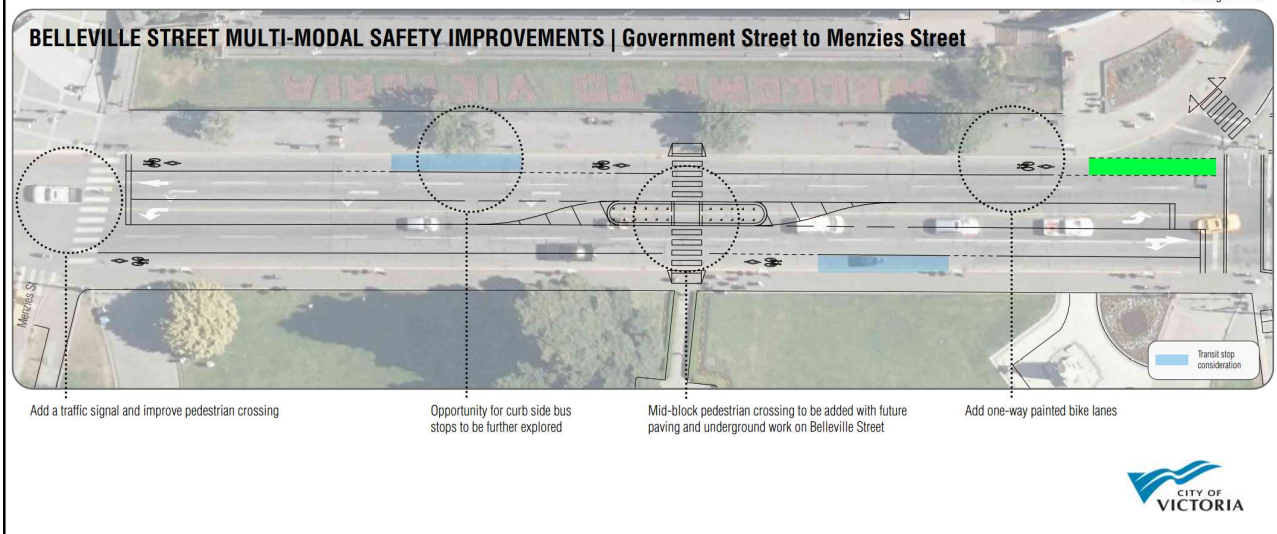 BELLEVILLE STREET MULTI-MODAL SAFETY IMPROVEMENTS | Government Street to Menzies Street
WELCOME TO VICTORIA
Menzies St
Transit stop
consideration
Add a traffic signal and improve pedestrian crossing
Opportunity for curb side bus
stops to be further explored
Mid-block pedestrian crossing to be added with future
paving and underground work on Belleville Street
Add one-way painted bike lanes
CITY OF
VICTORIA